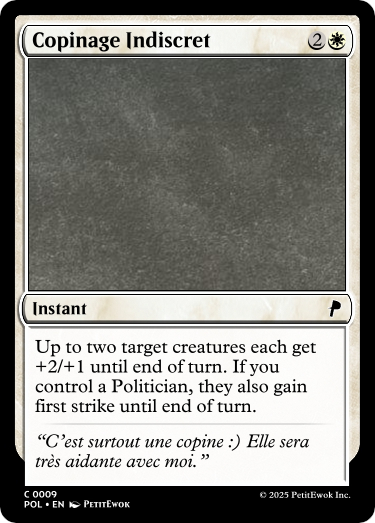 Copinage Indiscret 2
Instant
Up to two target creatures each get
+2/+1 until end of turn. If you
control a Politician, they also gain
first strike until end of turn.
“C’est surtout une copine :) Elle sera
très aidante avec moi.”
C 0009
POL • EN PetitEwok
© 2025 PetitEwok Inc.